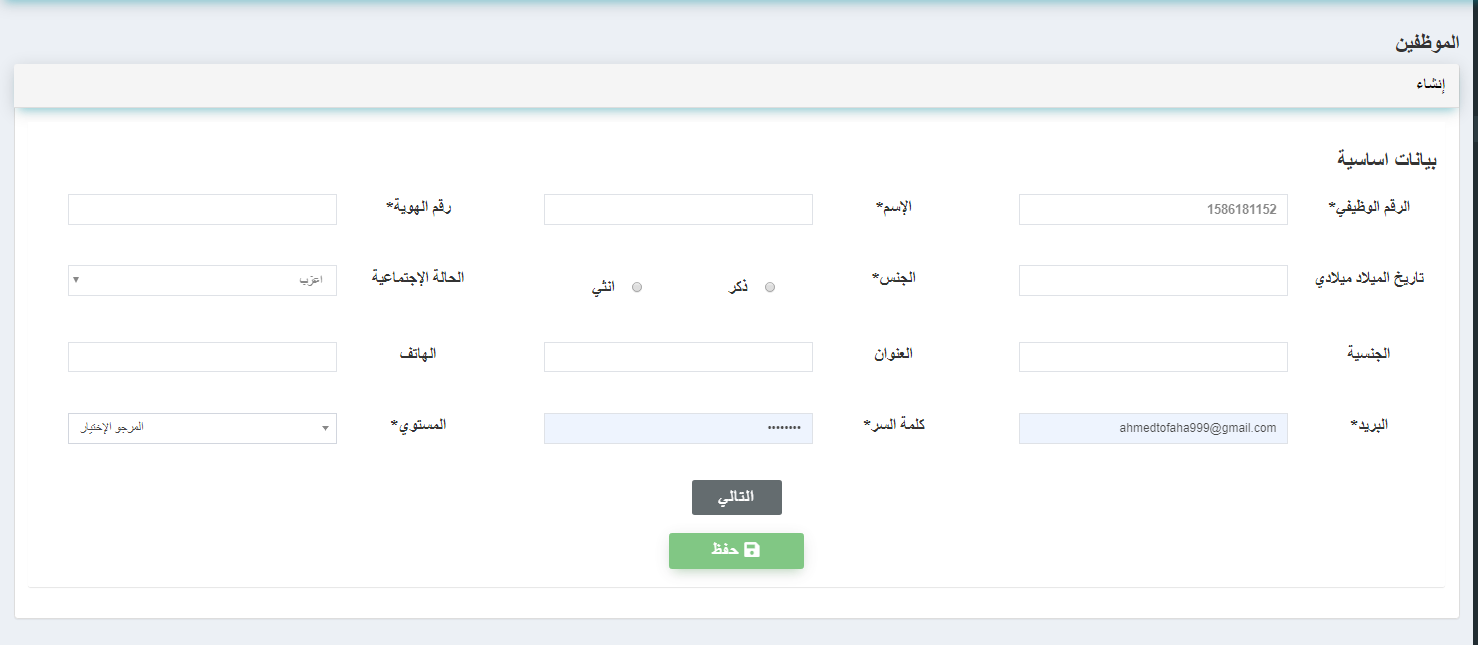 الموظفين
إنشاء
بيانات اساسية
الرقم الوظيفي* 1586181152 الإسم* رقم الهوية*
تاريخ الميلاد ميلادي الجنس* ذكر انثي الحالة الإجتماعية اعزب
الجنسية العنوان الهاتف
البريد* ahmedtofaha999@gmail.com كلمة السر* •••••••• المستوي* المرجو الإختيار
التالي
حفظ